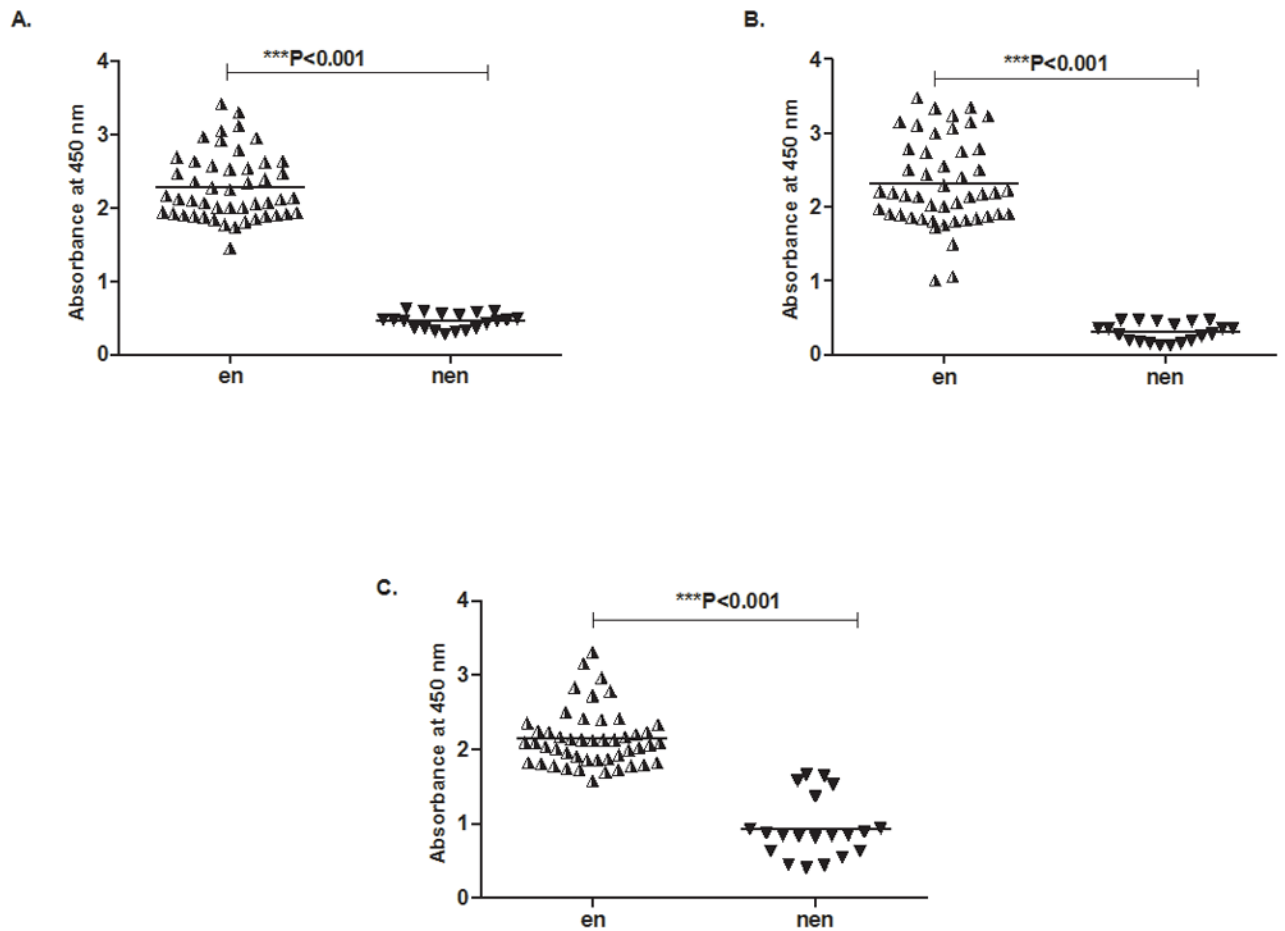 A.
***P<0.001
Absorbance at 450 nm
4
3
2
1
0
en
nen
B.
***P<0.001
Absorbance at 450 nm
4
3
2
1
0
en
nen
C.
***P<0.001
Absorbance at 450 nm
4
3
2
1
0
en
nen